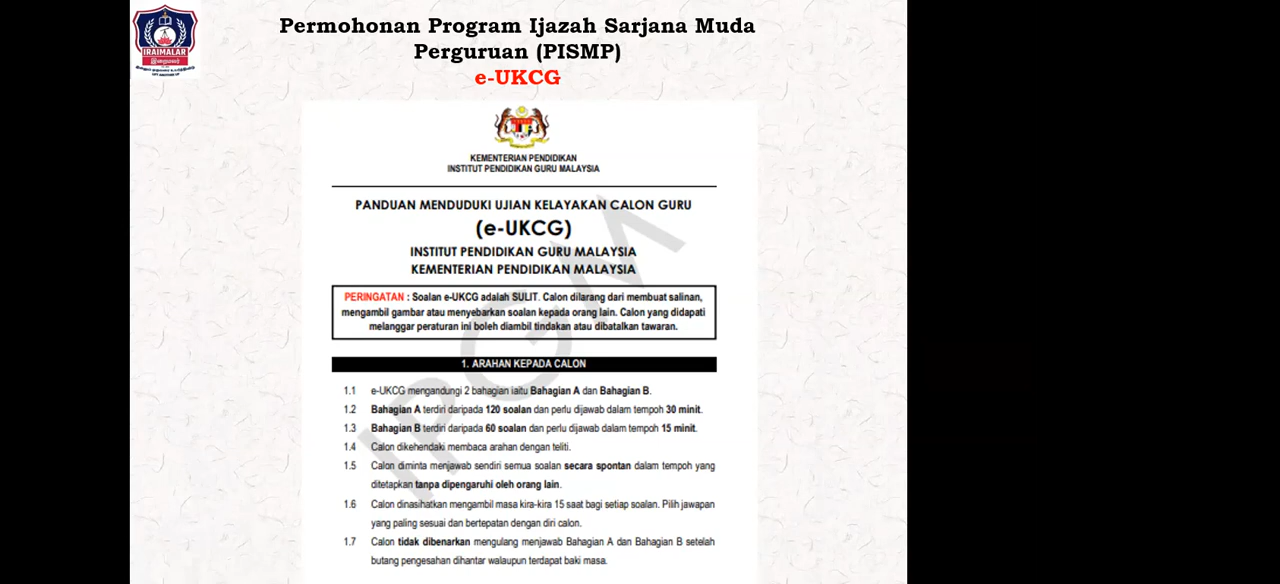 IRAIMALAR
இறைமலர்
Permohonan Program Ijazah Sarjana Muda
Perguruan (PISMP)
e-UKCG
KEMENTERIAN PENDIDIKAN
INSTITUT PENDIDIKAN GURU MALAYSIA
PANDUAN MENDUDUKI UJIAN KELAYAKAN CALON GURU
(e-UKCG)
INSTITUT PENDIDIKAN GURU MALAYSIA
KEMENTERIAN PENDIDIKAN MALAYSIA
PERINGATAN : Soalan e-UKCG adalah SULIT. Calon dilarang dari membuat salinan,
mengambil gambar atau menyebarkan soalan kepada orang lain. Calon yang didapati
melanggar peraturan ini boleh diambil tindakan atau dibatalkan tawaran.
1. ARAHAN KEPADA CALON
1.1 e-UKCG mengandungi 2 bahagian iaitu Bahagian A dan Bahagian B.
1.2 Bahagian A terdiri daripada 120 soalan dan perlu dijawab dalam tempoh 30 minit.
1.3 Bahagian B terdiri daripada 60 soalan dan perlu dijawab dalam tempoh 15 minit.
1.4 Calon dikehendaki membaca arahan dengan teliti.
1.5 Calon diminta menjawab sendiri semua soalan secara spontan dalam tempoh yang
ditetapkan tanpa dipengaruhi oleh orang lain.
1.6 Calon dinasihatkan mengambil masa kira-kira 15 saat bagi setiap soalan. Pilih jawapan
yang paling sesuai dan bertepatan dengan diri calon.
1.7 Calon tidak dibenarkan mengulang menjawab Bahagian A dan Bahagian B setelah
butang pengesahan dihantar walaupun terdapat baki masa.
IPGM